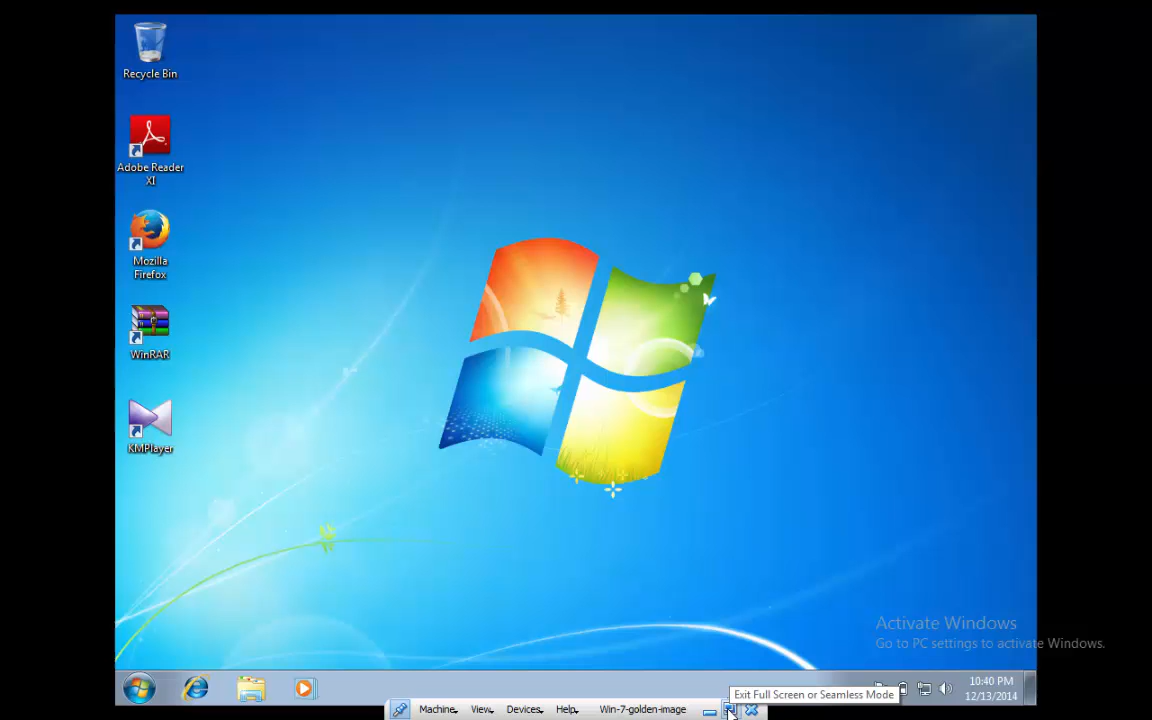 Recycle Bin
Adobe Reader
XI
Mozilla
Firefox
WinRAR
KMPlayer
Activate Windows
Go to PC settings to activate Windows.
10:40 PM
12/13/2014
Exit Full Screen or Seamless Mode
Machine View Devices Help Win-7-golden-image